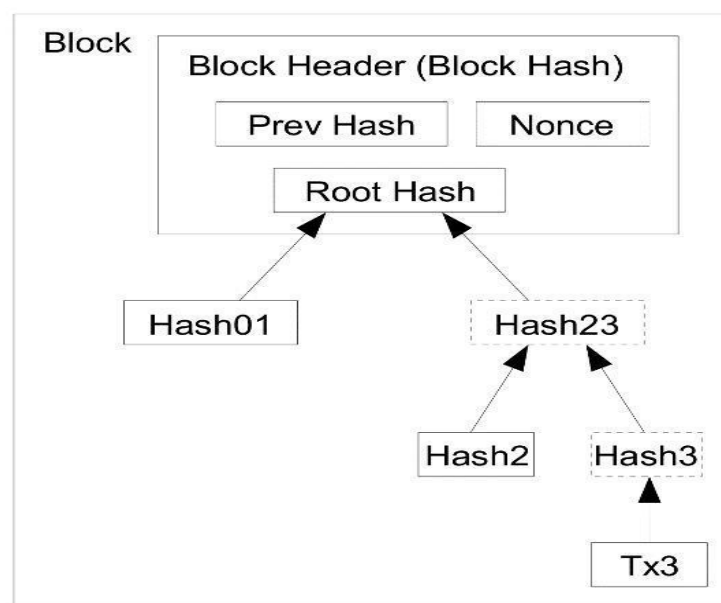 Block
Block Header (Block Hash)
Prev Hash
Nonce
Root Hash
Hash01
Hash23
Hash2
Hash3
Tx3